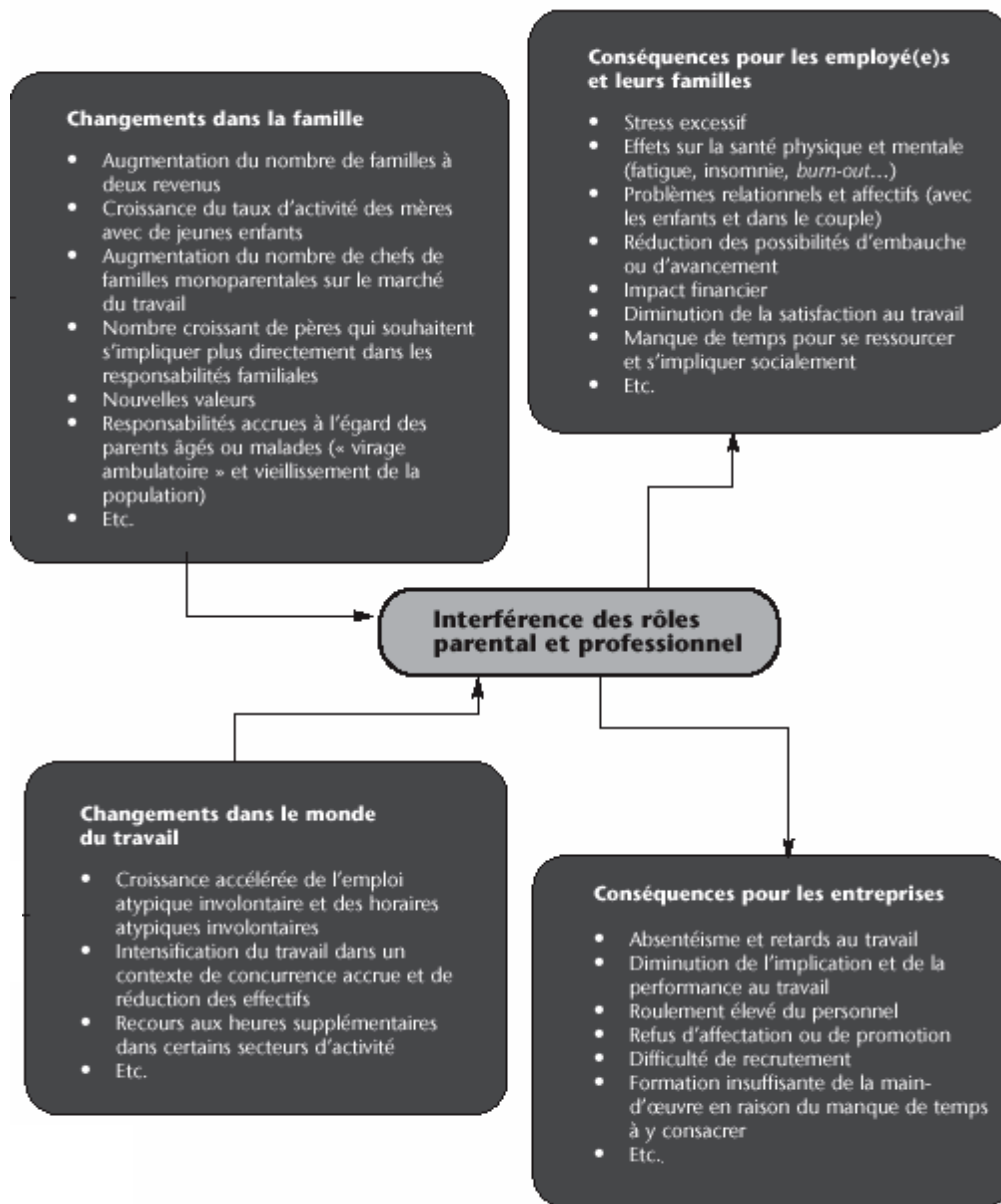 Changements dans la famille
• Augmentation du nombre de familles à
deux revenus
• Croissance du taux d'activité des mères
avec de jeunes enfants
• Augmentation du nombre de chefs de
familles monoparentales sur le marché
du travail
• Nombre croissant de pères qui souhaitent
s'impliquer plus directement dans les
responsabilités familiales
• Nouvelles valeurs
• Responsabilités accrues à l'égard des
parents âgés ou malades (« virage
ambulatoire » et vieillissement de la
population)
• Etc.
Conséquences pour les employé(e)s
et leurs familles
• Stress excessif
• Effets sur la santé physique et mentale
(fatigue, insomnie, burn-out…)
• Problèmes relationnels et affectifs (avec
les enfants et dans le couple)
• Réduction des possibilités d'embauche
ou d'avancement
• Impact financier
• Diminution de la satisfaction au travail
• Manque de temps pour se ressourcer
et s'impliquer socialement
• Etc.
Interférence des rôles
parental et professionnel
Changements dans le monde
du travail
• Croissance accélérée de l'emploi
atypique involontaire et des horaires
atypiques involontaires
• Intensification du travail dans un
contexte de concurrence accrue et de
réduction des effectifs
• Recours aux heures supplémentaires
dans certains secteurs d'activité
• Etc.
Conséquences pour les entreprises
• Absentéisme et retards au travail
• Diminution de l'implication et de la
performance au travail
• Roulement élevé du personnel
• Refus d'affectation ou de promotion
• Difficulté de recrutement
• Formation insuffisante de la main-
d'œuvre en raison du manque de temps
à y consacrer
• Etc.